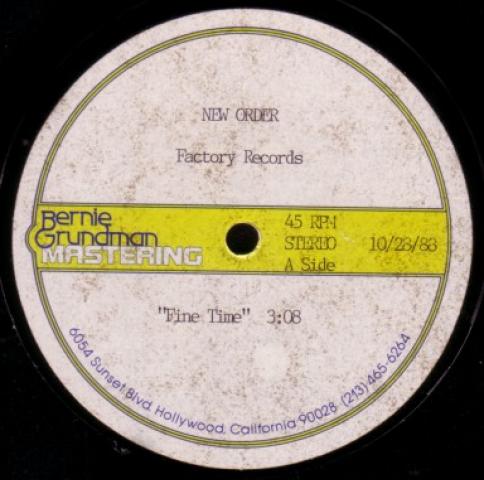 NEW ORDER
Factory Records
Bernie
Grundman
MASTERING
45 RPM
STEREO 10/28/88
A Side
"Fine Time" 3:08
6054 Sunset Blvd. Hollywood, California 90028 (213) 465-6264